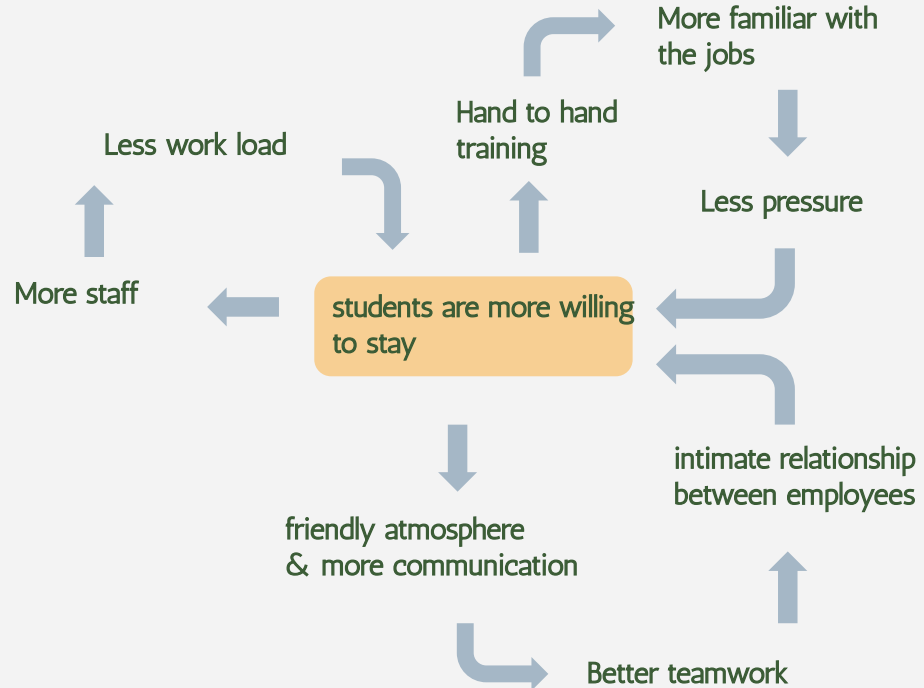 More familiar with
the jobs
Hand to hand
training
Less work load
Less pressure
More staff
students are more willing
to stay
intimate relationship
between employees
friendly atmosphere
& more communication
Better teamwork